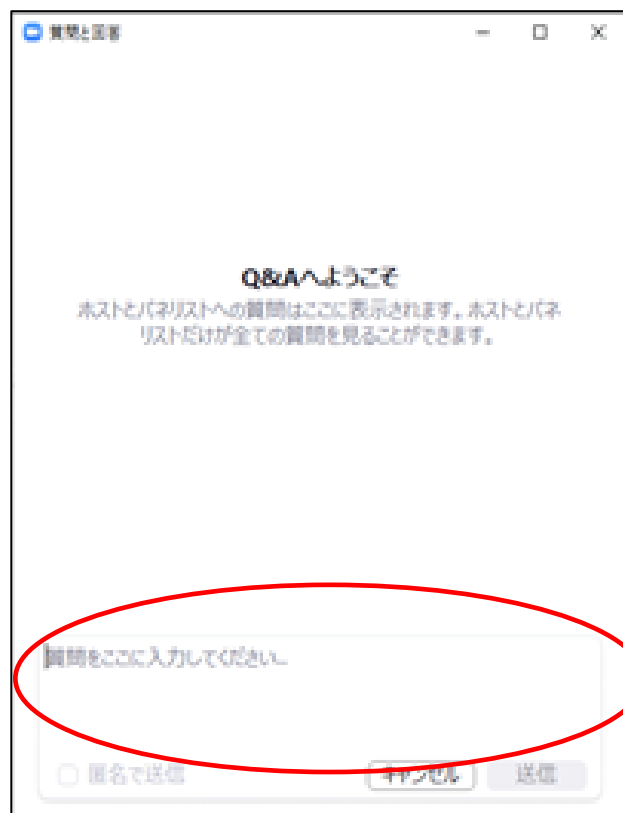 質問と回答
Q&Aへようこそ
ホストとパネリストへの質問はここに表示されます。ホストとパネ
リストだけが全ての質問を見ることができます。
質問をここに入力してください...
匿名で送信
キャンセル
送信